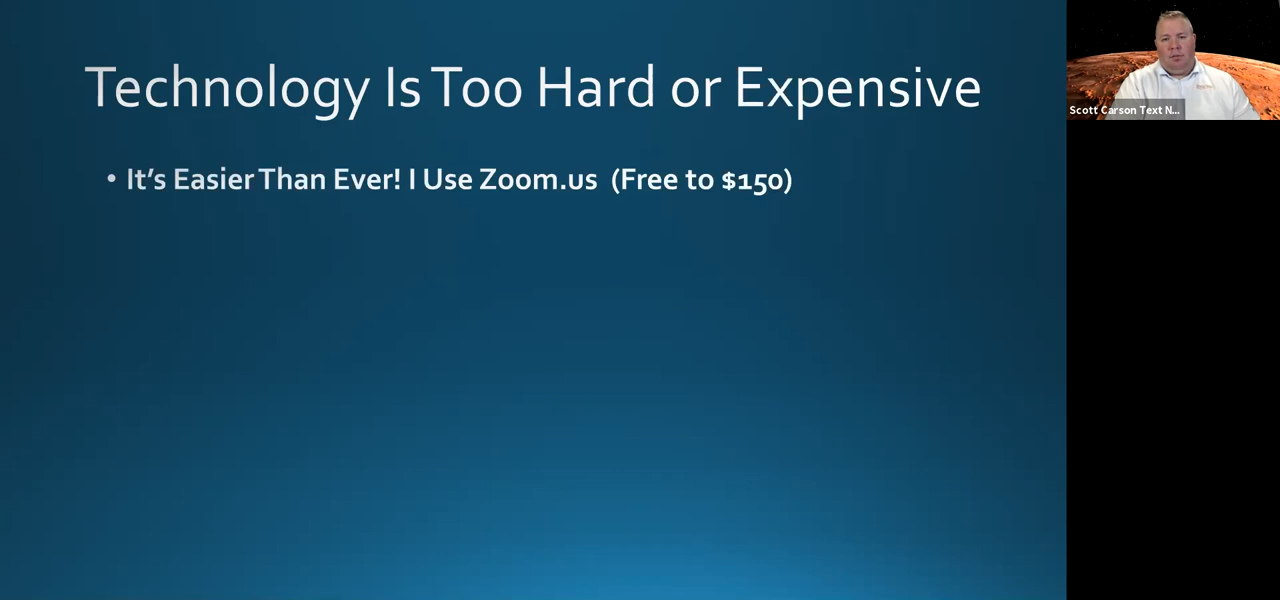 Technology Is Too Hard or Expensive
• It's Easier Than Ever! I Use Zoom.us (Free to $150)
Scott Carson Text N...